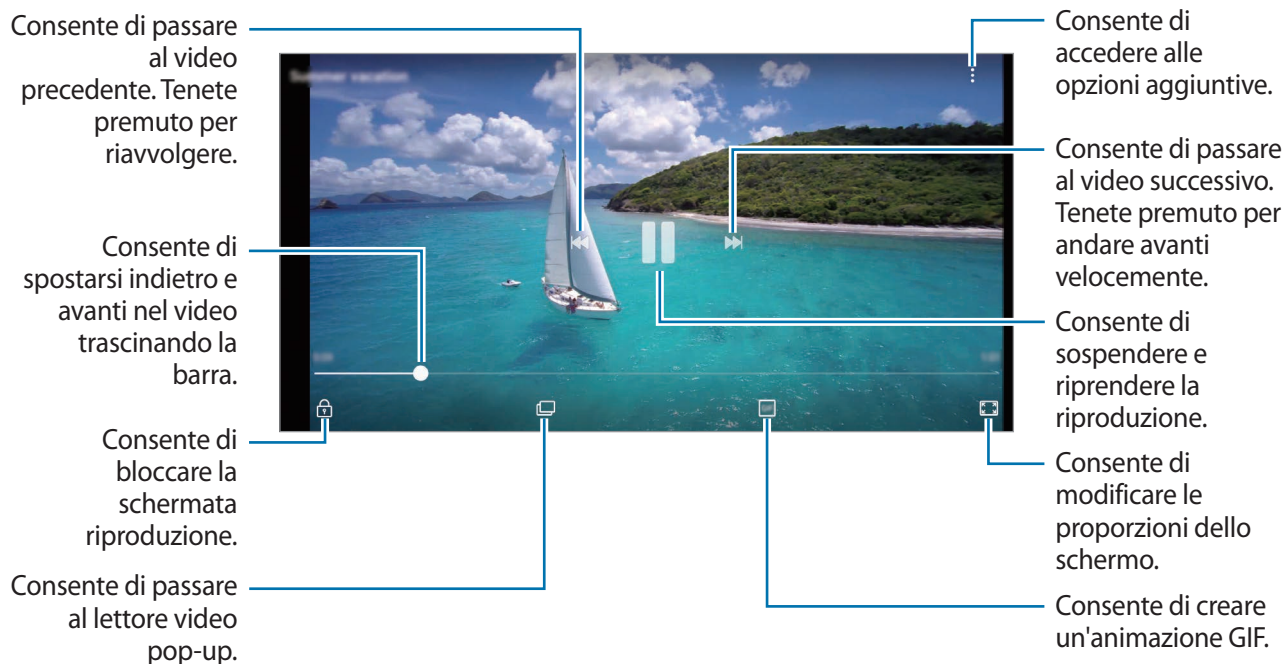 Consente di passare
al video
precedente. Tenete
premuto per
riavvolgere.
Consente di
spostarsi indietro e
avanti nel video
trascinando la
barra.
Consente di
bloccare la
schermata
riproduzione.
Consente di passare
al lettore video
pop-up.
Summer vacation
Consente di
accedere alle
opzioni aggiuntive.
Consente di passare
al video successivo.
Tenete premuto per
andare avanti
velocemente.
Consente di
sospendere e
riprendere la
riproduzione.
Consente di
modificare le
proporzioni dello
schermo.
Consente di creare
un'animazione GIF.